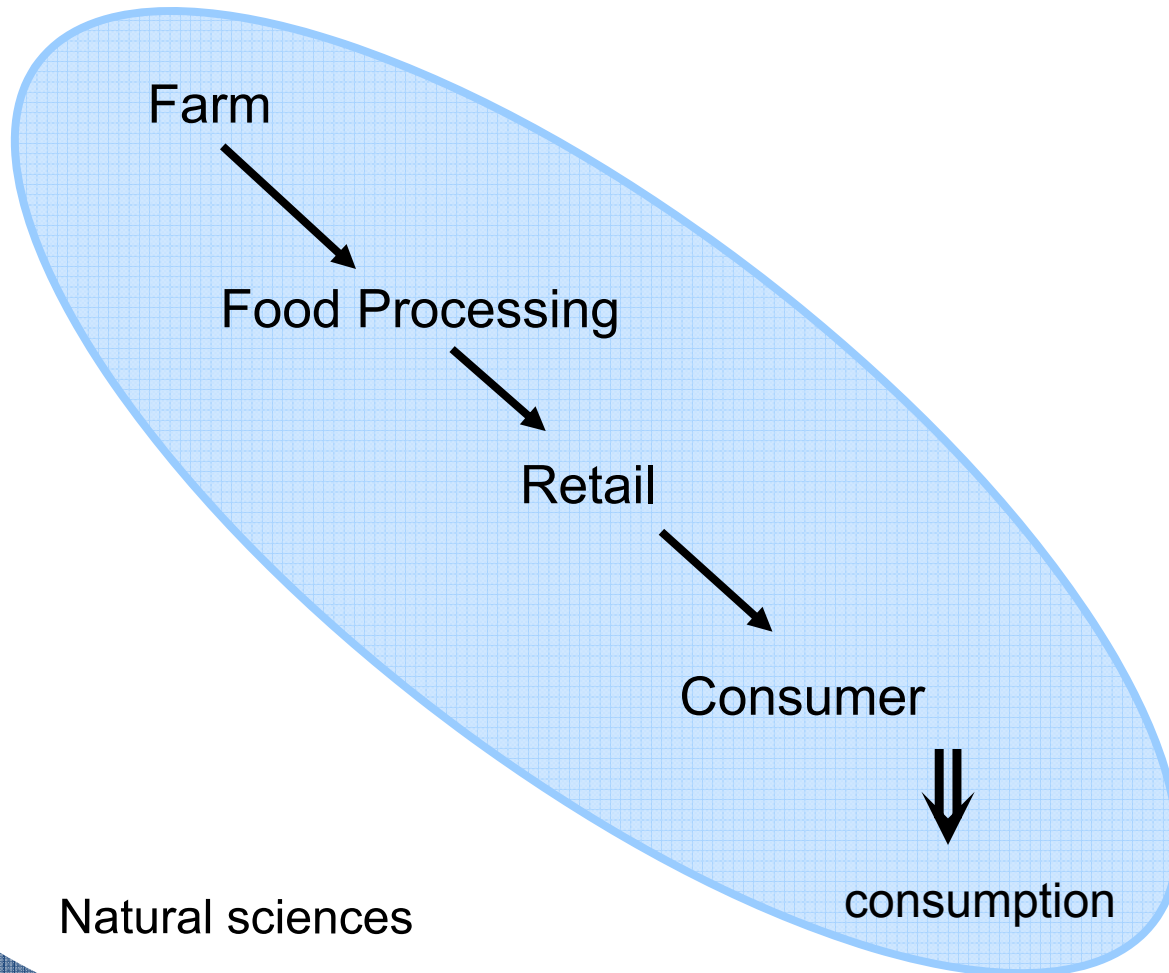 Farm
Food Processing
Retail
Consumer
consumption
Natural sciences